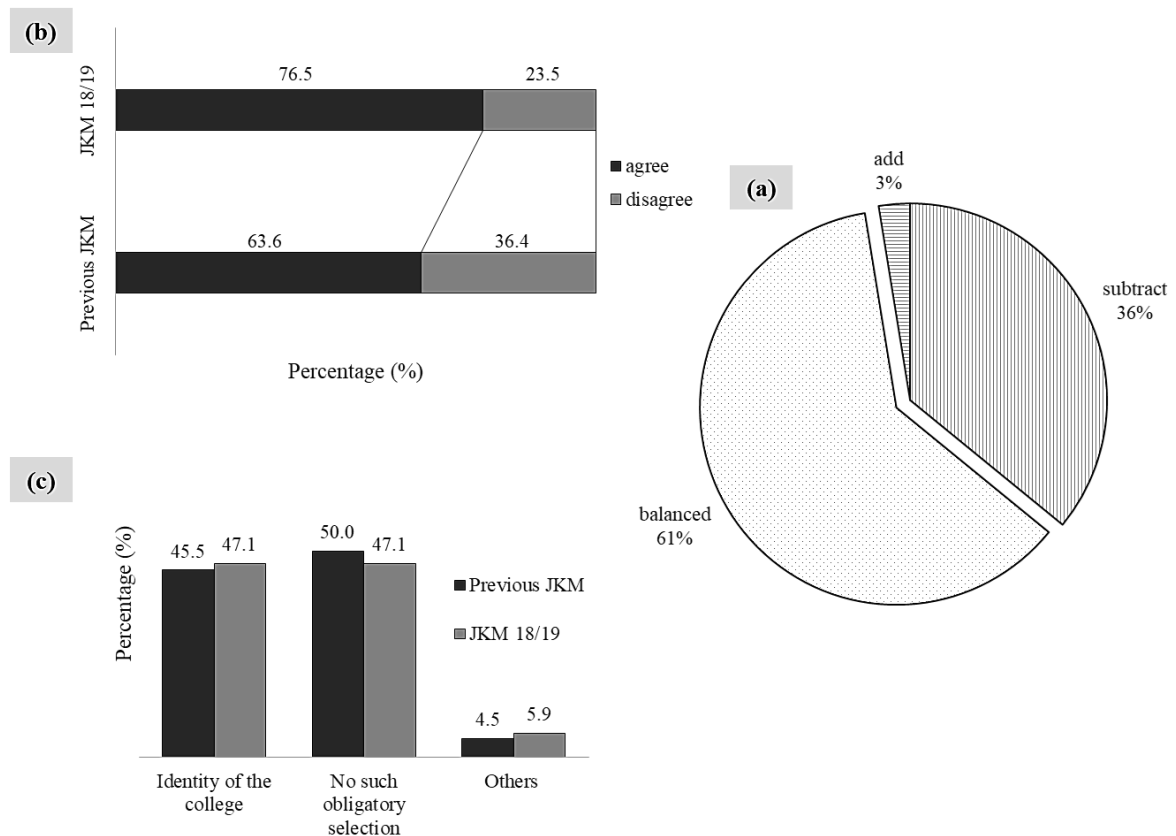 (b)
JKM 18/19
76.5 23.5
Previous JKM
63.6 36.4
Percentage (%)
agree
disagree
(a)
add
3%
subtract
36%
balanced
61%
(c)
Percentage (%)
45.5 47.1
50.0 47.1
4.5 5.9
Previous JKM
JKM 18/19
Identity of the
college
No such
obligatory
selection
Others